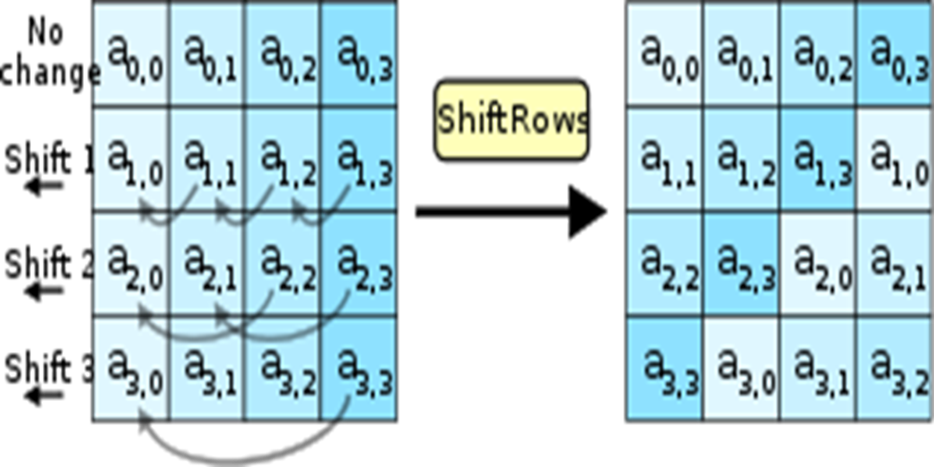 No change a0,0 a0,1 a0,2 a0,3
Shift 1 a1,0 a1,1 a1,2 a1,3
Shift 2 a2,0 a2,1 a2,2 a2,3
Shift 3 a3,0 a3,1 a3,2 a3,3
ShiftRows
a0,0 a0,1 a0,2 a0,3
a1,1 a1,2 a1,3 a1,0
a2,2 a2,3 a2,0 a2,1
a3,3 a3,0 a3,1 a3,2